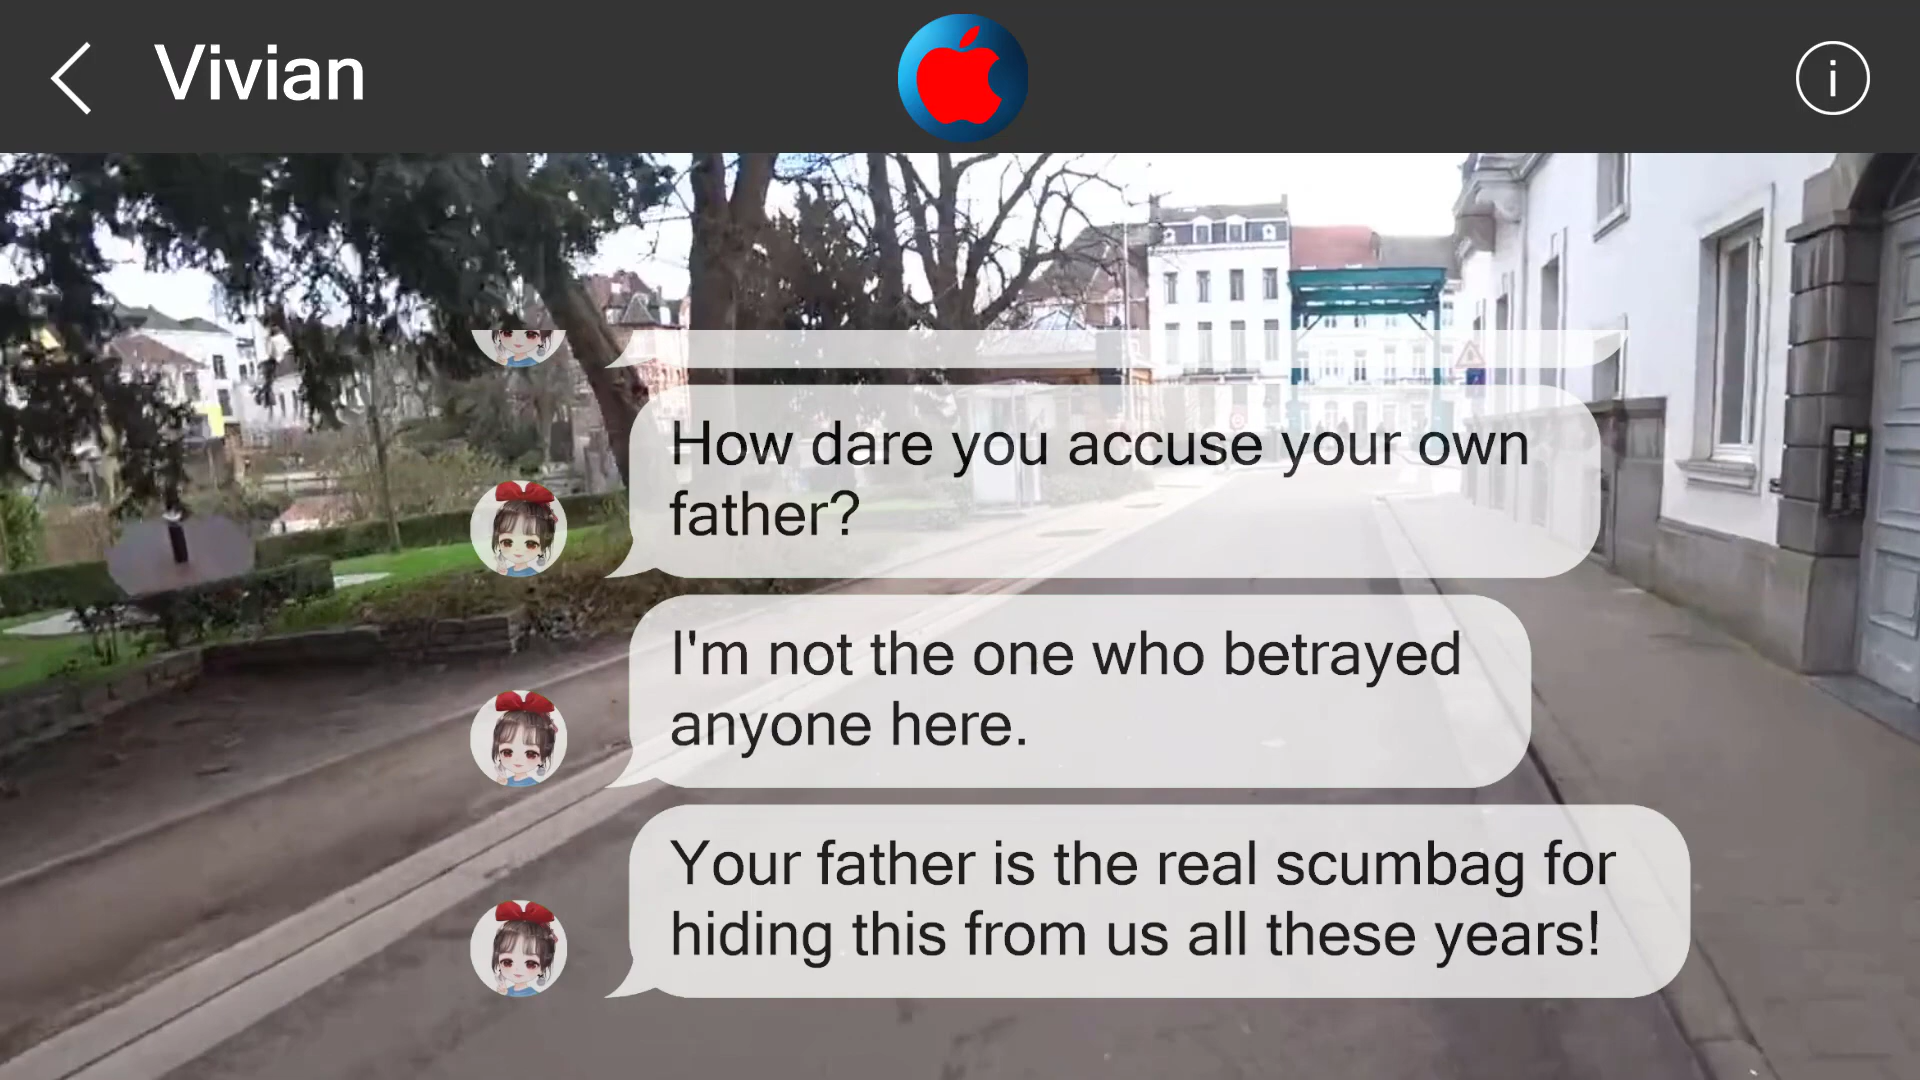 Vivian
How dare you accuse your own
father?
I'm not the one who betrayed
anyone here.
Your father is the real scumbag for
hiding this from us all these years!